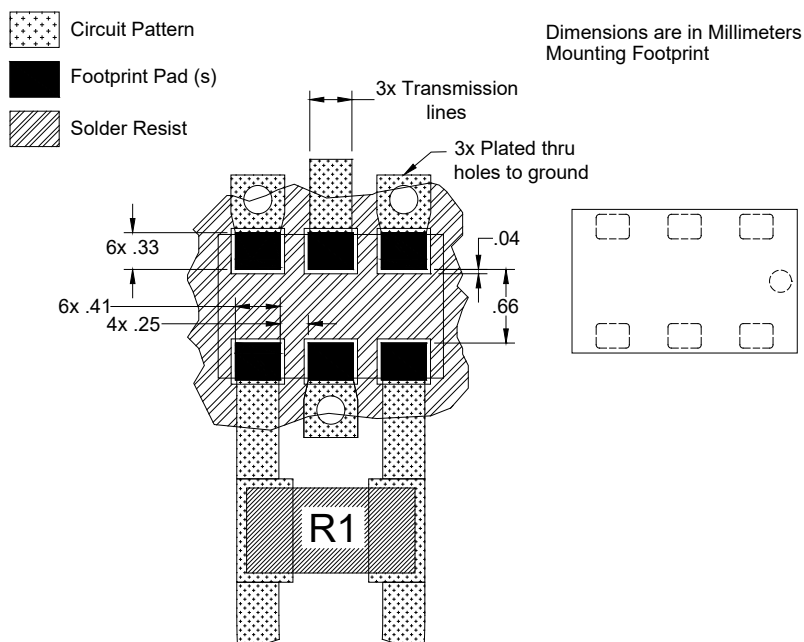 Circuit Pattern
Footprint Pad (s)
Solder Resist
Dimensions are in Millimeters
Mounting Footprint
3x Transmission
lines
3x Plated thru
holes to ground
6x .33
.04
6x .41
4x .25
.66
R1